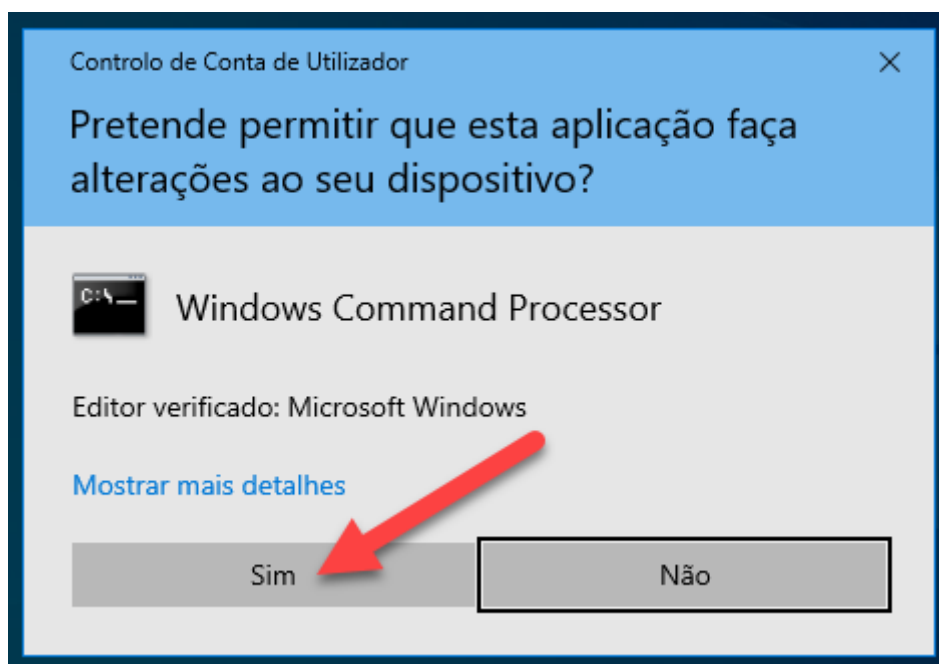 Controlo de Conta de Utilizador
Pretende permitir que esta aplicação faça
alterações ao seu dispositivo?
C:\_
Windows Command Processor
Editor verificado: Microsoft Windows
Mostrar mais detalhes
Sim
Não